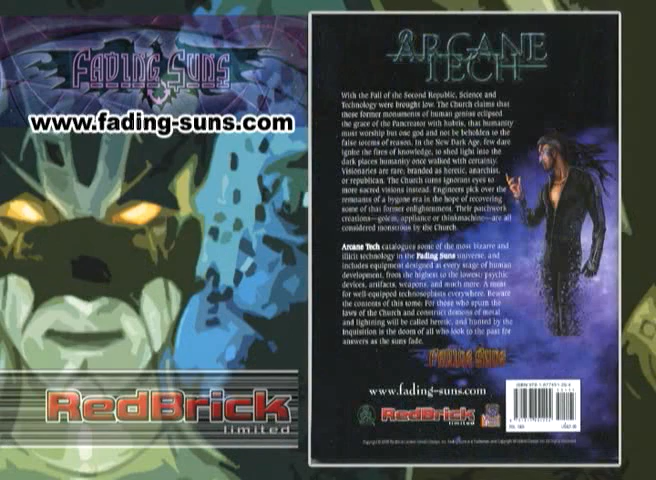 FADING SUNS
www.fading-suns.com
RedBrick
limited
ARCANE
TECH
With the Fall of the Second Republic, Science and
Technology were brought low. The Church claims that
these former monuments of human genius eclipsed
the grace of the Pancreator with hubris, that humanity
must worship but one god and not be beholden to the
false totems of reason. In the New Dark Age, few dare
ignite the fires of knowledge, to shed light into the
dark places humanity once walked with certainty.
Visionaries are rare, branded as heretic, anarchist,
or republican. The Church turns ignorant eyes to
more sacred visions instead. Engineers pick over the
remnants of a bygone era in the hope of recovering
some of that former enlightenment. Their patchwork
creations—golem, appliance or thinkmachine—are all
considered monstrous by the Church.
Arcane Tech catalogues some of the most bizarre and
illicit technology in the Fading Suns universe, and
includes equipment designed at every stage of human
development, from the highest to the lowest: psychic
devices, artifacts, weapons, and much more. A must
for well-equipped technosophists everywhere. Beware
the contents of this tome: For those who spurn the
laws of the Church and construct demons of metal
and lightning will be called heretic, and hunted by the
Inquisition is the doom of all who look to the past for
answers as the suns fade.
FADING SUNS
www.fading-suns.com
RedBrick
limited